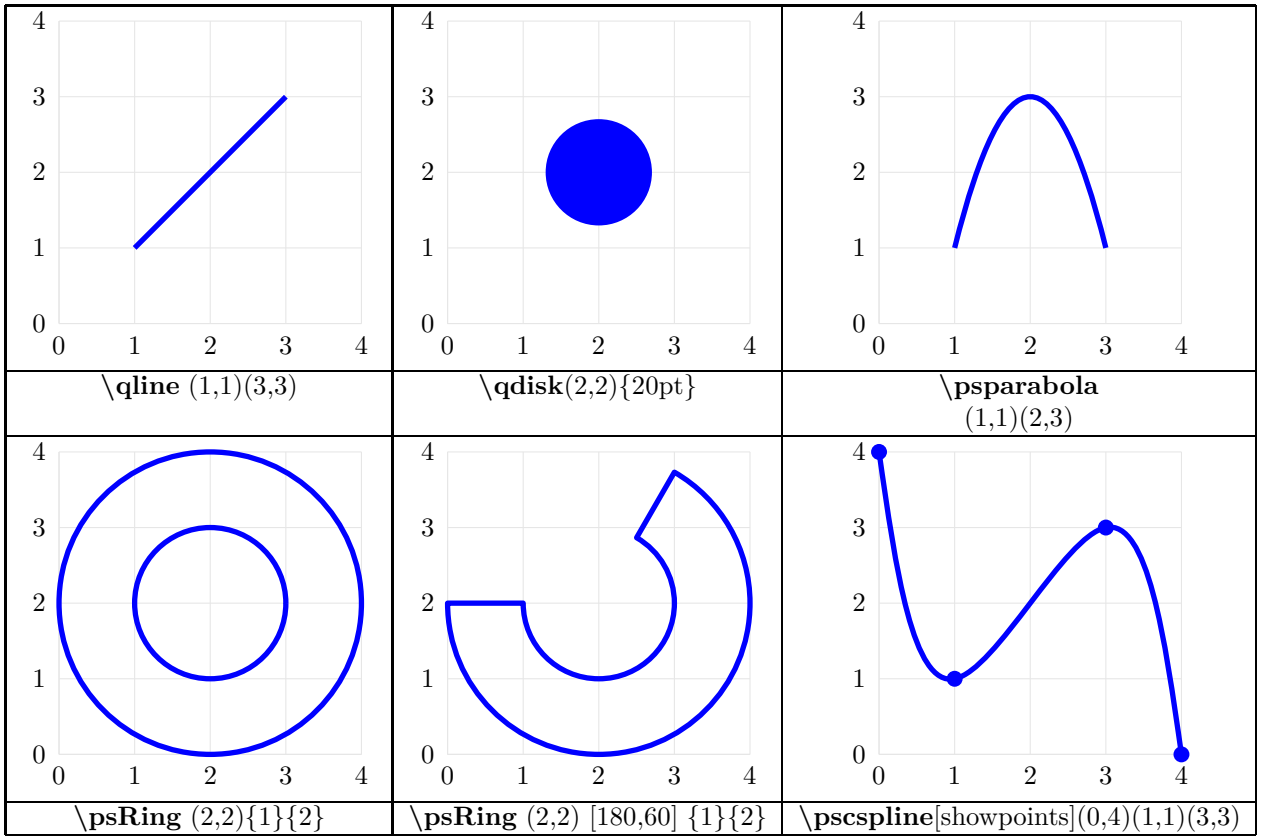 4 4 4
3 3 3
2 2 2
1 1 1
0 0 0
0 1 2 3 4 0 1 2 3 4 0 1 2 3 4
\qline (1,1)(3,3) \qdisk(2,2){20pt} \psparabola
(1,1)(2,3)
4 4 4
3 3 3
2 2 2
1 1 1
0 0 0
0 1 2 3 4 0 1 2 3 4 0 1 2 3 4
\psRing (2,2){1}{2} \psRing (2,2) [180,60] {1}{2} \pscspline[showpoints](0,4)(1,1)(3,3)